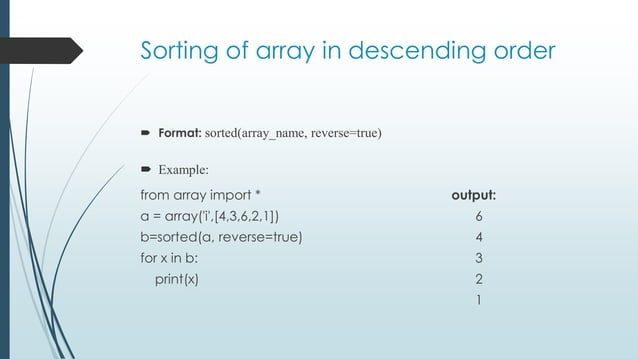 Sorting of array in descending order
Format: sorted(array_name, reverse=true)
Example:
from array import *
a = array('i',[4,3,6,2,1])
b=sorted(a, reverse=true)
for x in b:
print(x)
output:
6
4
3
2
1